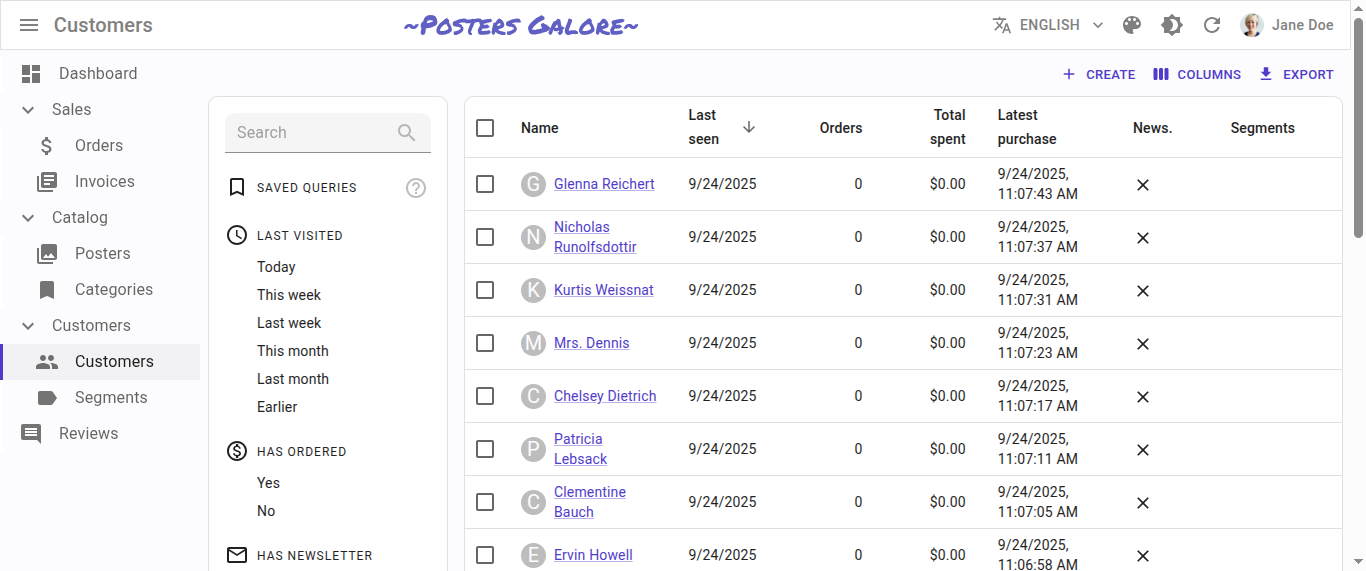 Customers
~Posters Galore~
ENGLISH
Jane Doe
Dashboard
Sales
Orders
Invoices
Catalog
Posters
Categories
Customers
Customers
Segments
Reviews
CREATE
COLUMNS
EXPORT
Search
SAVED QUERIES
?
LAST VISITED
Today
This week
Last week
This month
Last month
Earlier
HAS ORDERED
Yes
No
HAS NEWSLETTER
Name
Last
seen
Orders
Total
spent
Latest
purchase
News.
Segments
G Glenna Reichert 9/24/2025 0 $0.00 9/24/2025,
11:07:43 AM
N Nicholas
Runolfsdottir 9/24/2025 0 $0.00 9/24/2025,
11:07:37 AM
K Kurtis Weissnat 9/24/2025 0 $0.00 9/24/2025,
11:07:31 AM
M Mrs. Dennis 9/24/2025 0 $0.00 9/24/2025,
11:07:23 AM
C Chelsey Dietrich 9/24/2025 0 $0.00 9/24/2025,
11:07:17 AM
P Patricia
Lebsack 9/24/2025 0 $0.00 9/24/2025,
11:07:11 AM
C Clementine
Bauch 9/24/2025 0 $0.00 9/24/2025,
11:07:05 AM
E Ervin Howell 9/24/2025 0 $0.00 9/24/2025,
11:06:58 AM